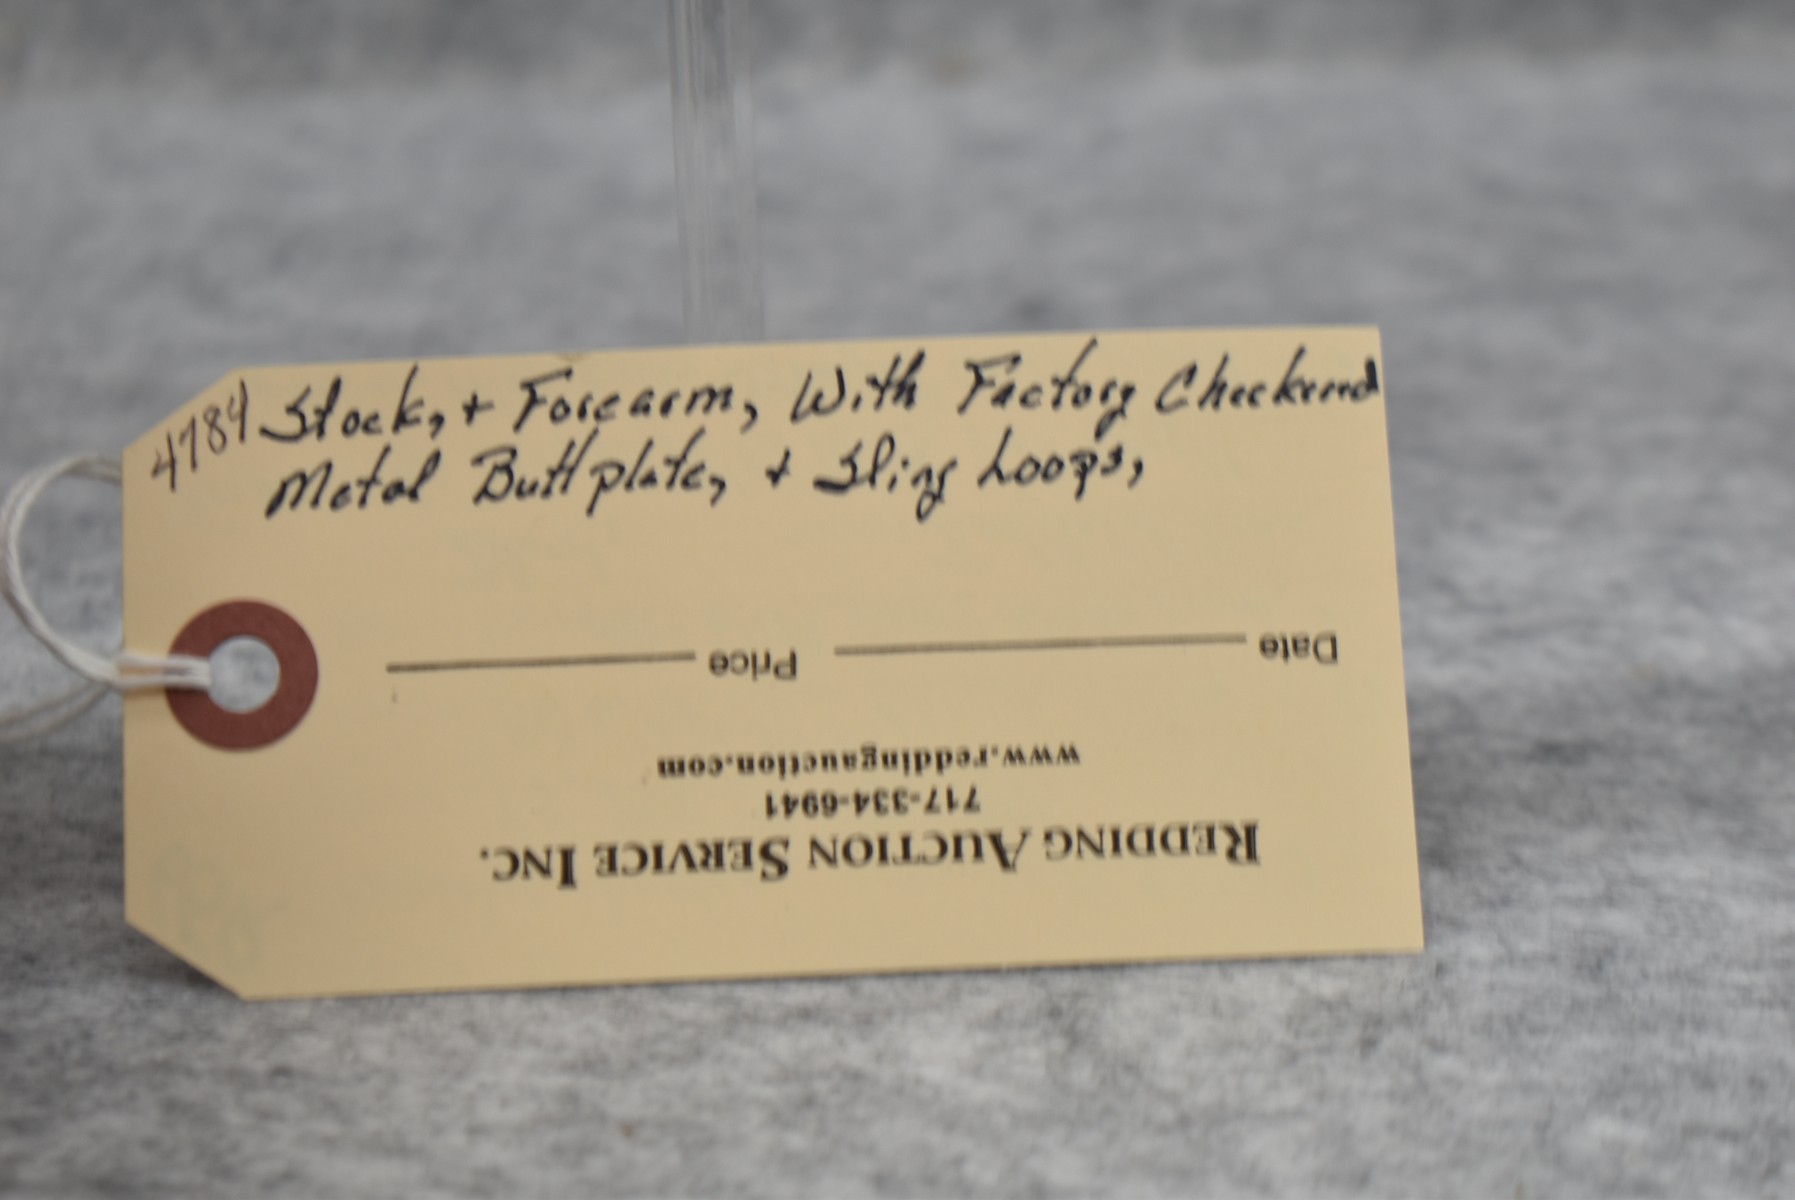 4784 Stock, + Forearm, With Factory Checkered
Metal Buttplate, + Sling Loops,
Date Price
www.reddingauction.com
717-334-6941
REDDING AUCTION SERVICE INC.